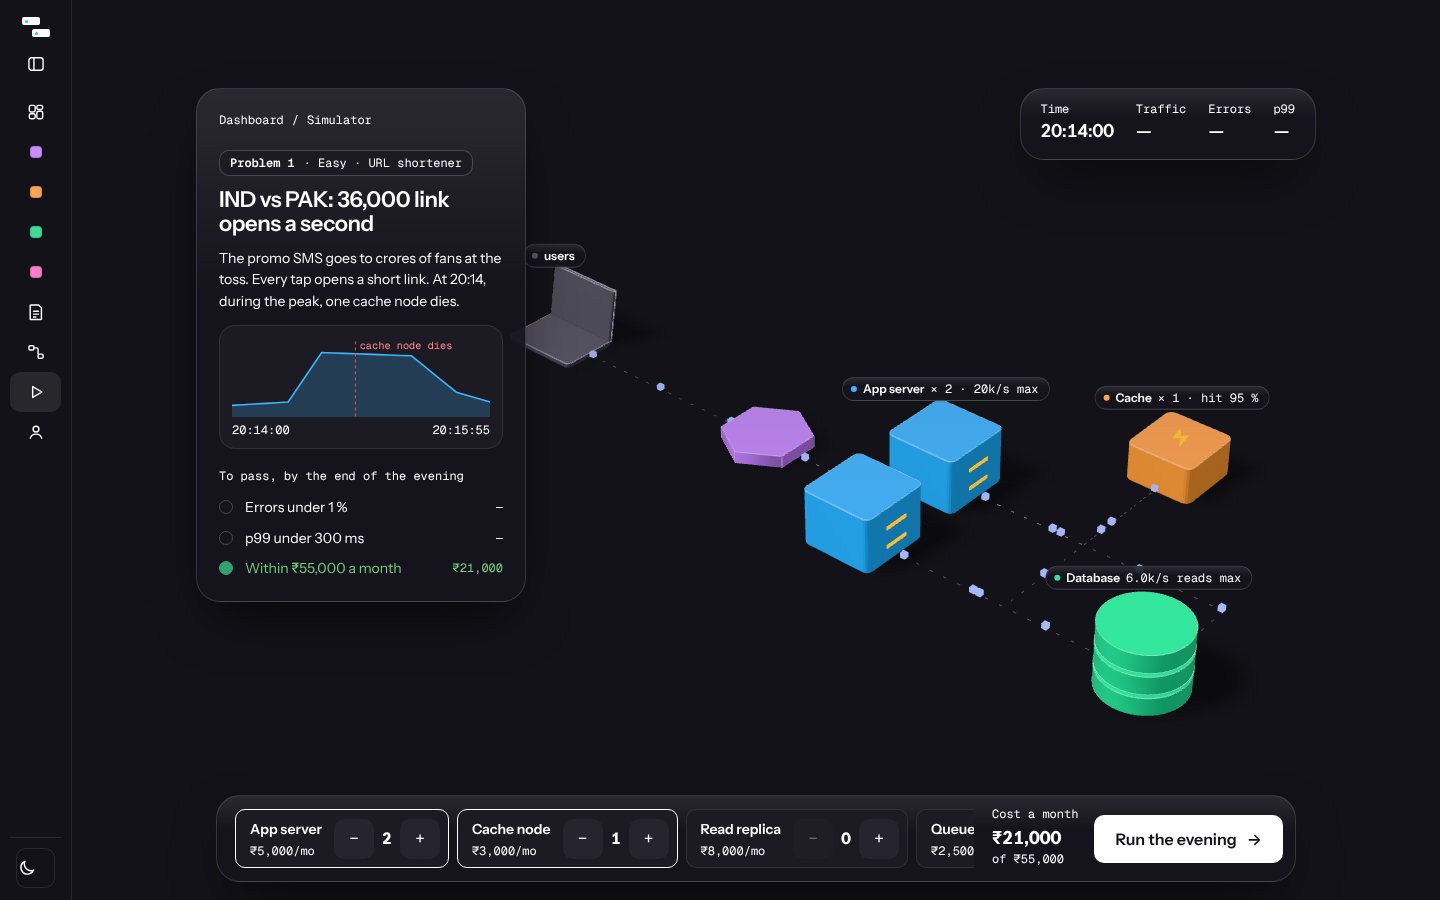 Dashboard / Simulator
Problem 1 · Easy · URL shortener
IND vs PAK: 36,000 link
opens a second
The promo SMS goes to crores of fans at the
toss. Every tap opens a short link. At 20:14,
during the peak, one cache node dies.
cache node dies
20:14:00 20:15:55
To pass, by the end of the evening
Errors under 1 % –
p99 under 300 ms –
Within ₹55,000 a month ₹21,000
Time Traffic Errors p99
20:14:00 — — —
users
App server × 2 · 20k/s max
Cache × 1 · hit 95 %
Database 6.0k/s reads max
App server
₹5,000/mo
− 2 +
Cache node
₹3,000/mo
− 1 +
Read replica
₹8,000/mo
− 0 +
Queue
₹2,500
Cost a month
₹21,000
of ₹55,000
Run the evening →